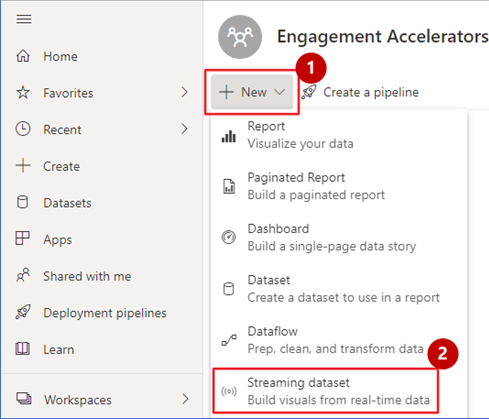 Engagement Accelerators
1
New
Create a pipeline
Home
Favorites
Recent
Create
Datasets
Apps
Shared with me
Deployment pipelines
Learn
Workspaces
Report
Visualize your data
Paginated Report
Build a paginated report
Dashboard
Build a single-page data story
Dataset
Create a dataset to use in a report
Dataflow
Prep, clean, and transform data
2
Streaming dataset
Build visuals from real-time data